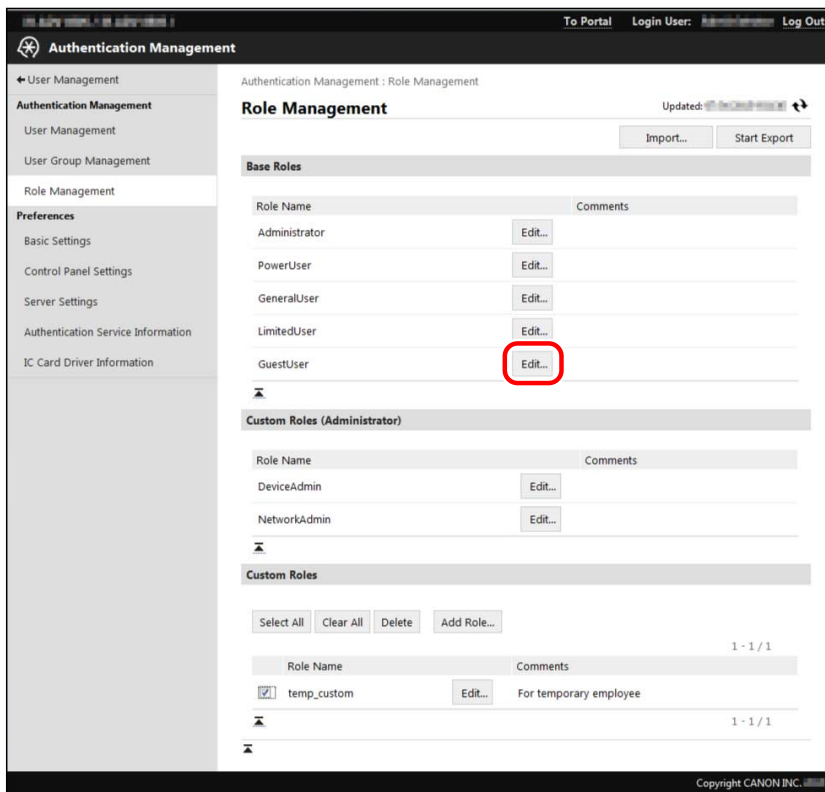 To Portal Login User: Log Out
Authentication Management
User Management
Authentication Management
User Management
User Group Management
Role Management
Preferences
Basic Settings
Control Panel Settings
Server Settings
Authentication Service Information
IC Card Driver Information
Authentication Management : Role Management
Role Management Updated:
Import... Start Export
Base Roles
Role Name Comments
Administrator Edit...
PowerUser Edit...
GeneralUser Edit...
LimitedUser Edit...
GuestUser Edit...
Custom Roles (Administrator)
Role Name Comments
DeviceAdmin Edit...
NetworkAdmin Edit...
Custom Roles
Select All Clear All Delete Add Role...
1 - 1 / 1
Role Name Comments
temp_custom Edit... For temporary employee
1 - 1 / 1
Copyright CANON INC.